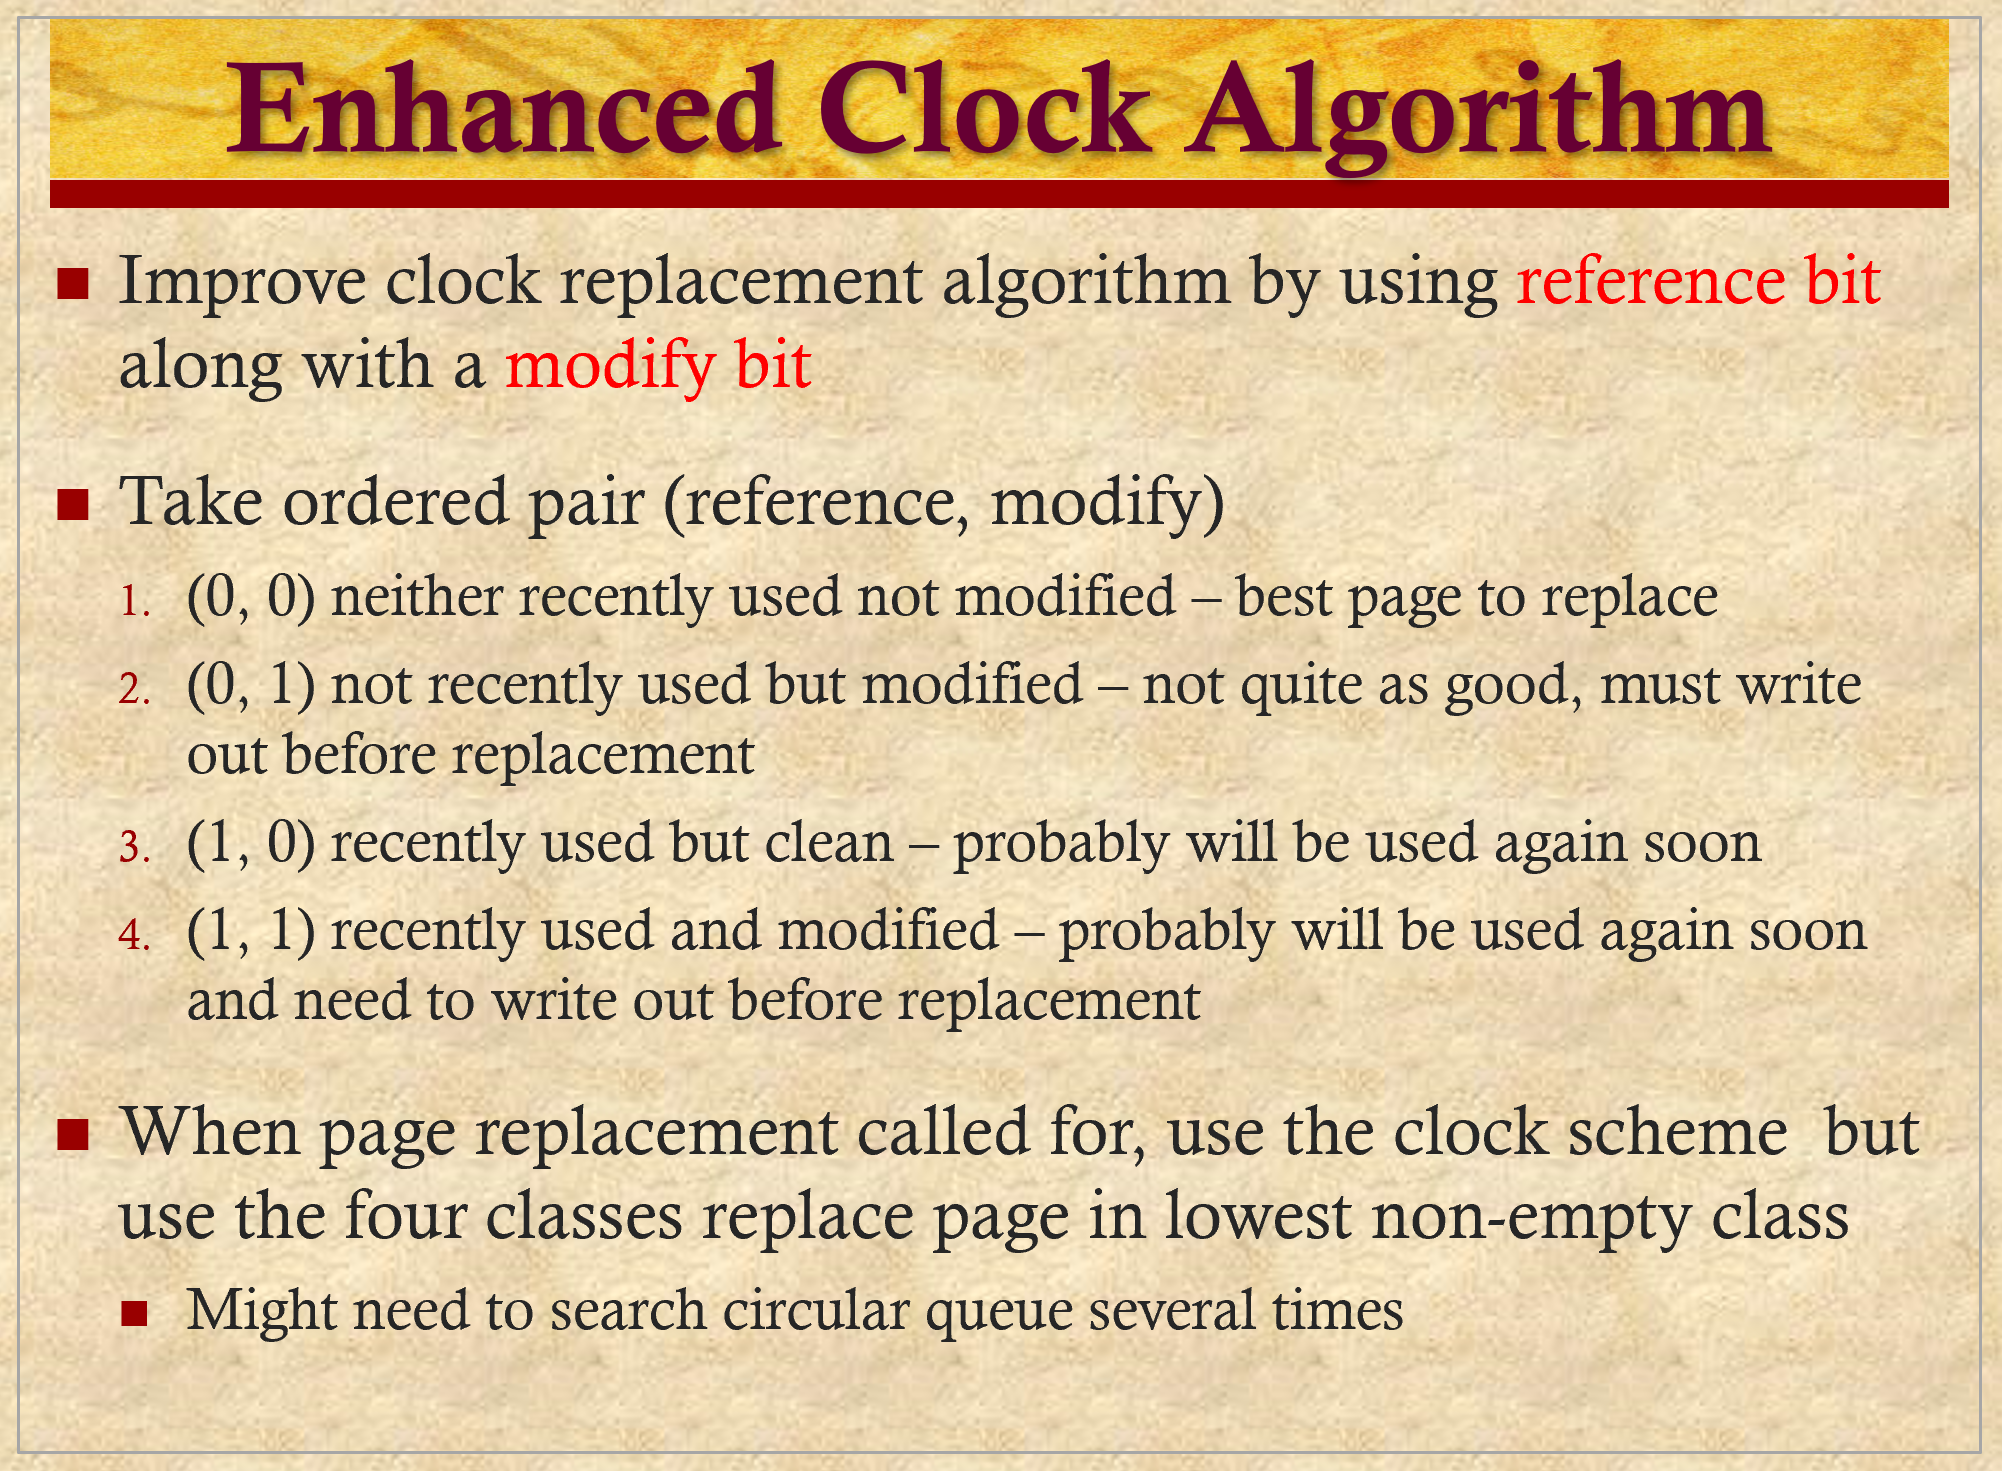 Enhanced Clock Algorithm
Improve clock replacement algorithm by using reference bit
along with a modify bit
Take ordered pair (reference, modify)
1. (0, 0) neither recently used not modified – best page to replace
2. (0, 1) not recently used but modified – not quite as good, must write
out before replacement
3. (1, 0) recently used but clean – probably will be used again soon
4. (1, 1) recently used and modified – probably will be used again soon
and need to write out before replacement
When page replacement called for, use the clock scheme  but
use the four classes replace page in lowest non-empty class
Might need to search circular queue several times